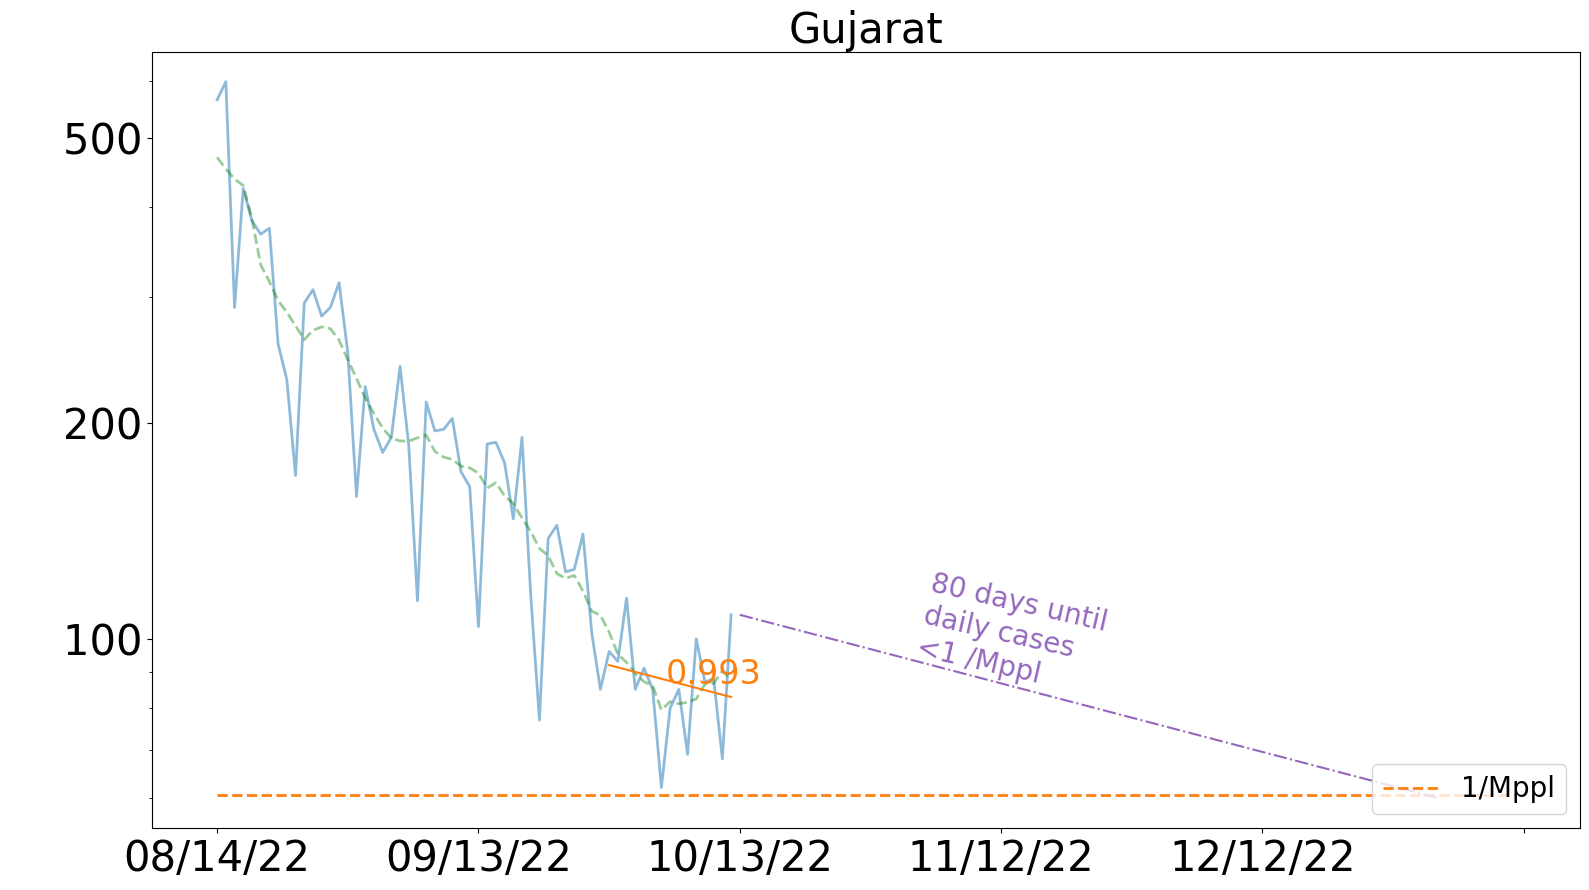 Gujarat
500
200
100
0.993
80 days until
daily cases
<1 /Mppl
1/Mppl
08/14/22 09/13/22 10/13/22 11/12/22 12/12/22